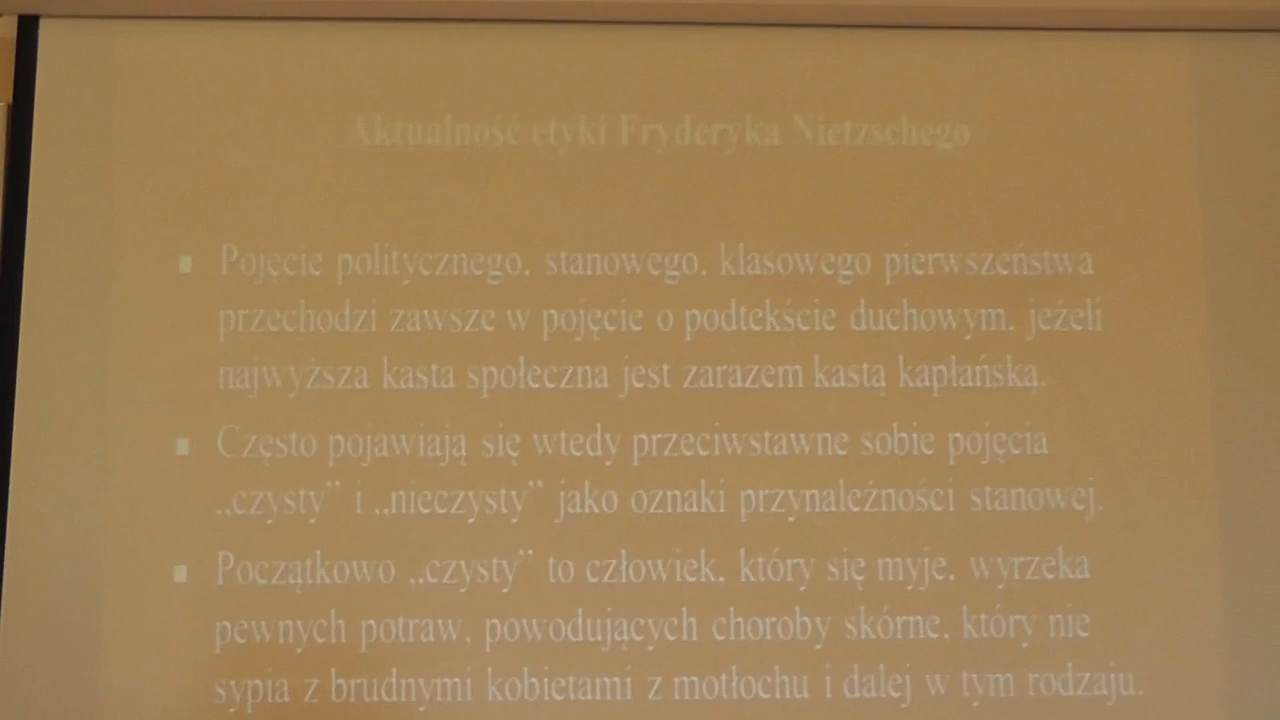 Aktualność etyki Fryderyka Nietzschego
▪ Pojęcie politycznego, stanowego, klasowego pierwszeństwa
przechodzi zawsze w pojęcie o podtekście duchowym, jeżeli
najwyższa kasta społeczna jest zarazem kastą kapłańską.
▪ Często pojawiają się wtedy przeciwstawne sobie pojęcia
„czysty” i „nieczysty” jako oznaki przynależności stanowej.
▪ Początkowo „czysty” to człowiek, który się myje, wyrzeka
pewnych potraw, powodujących choroby skórne, który nie
sypia z brudnymi kobietami z motłochu i dalej w tym rodzaju.